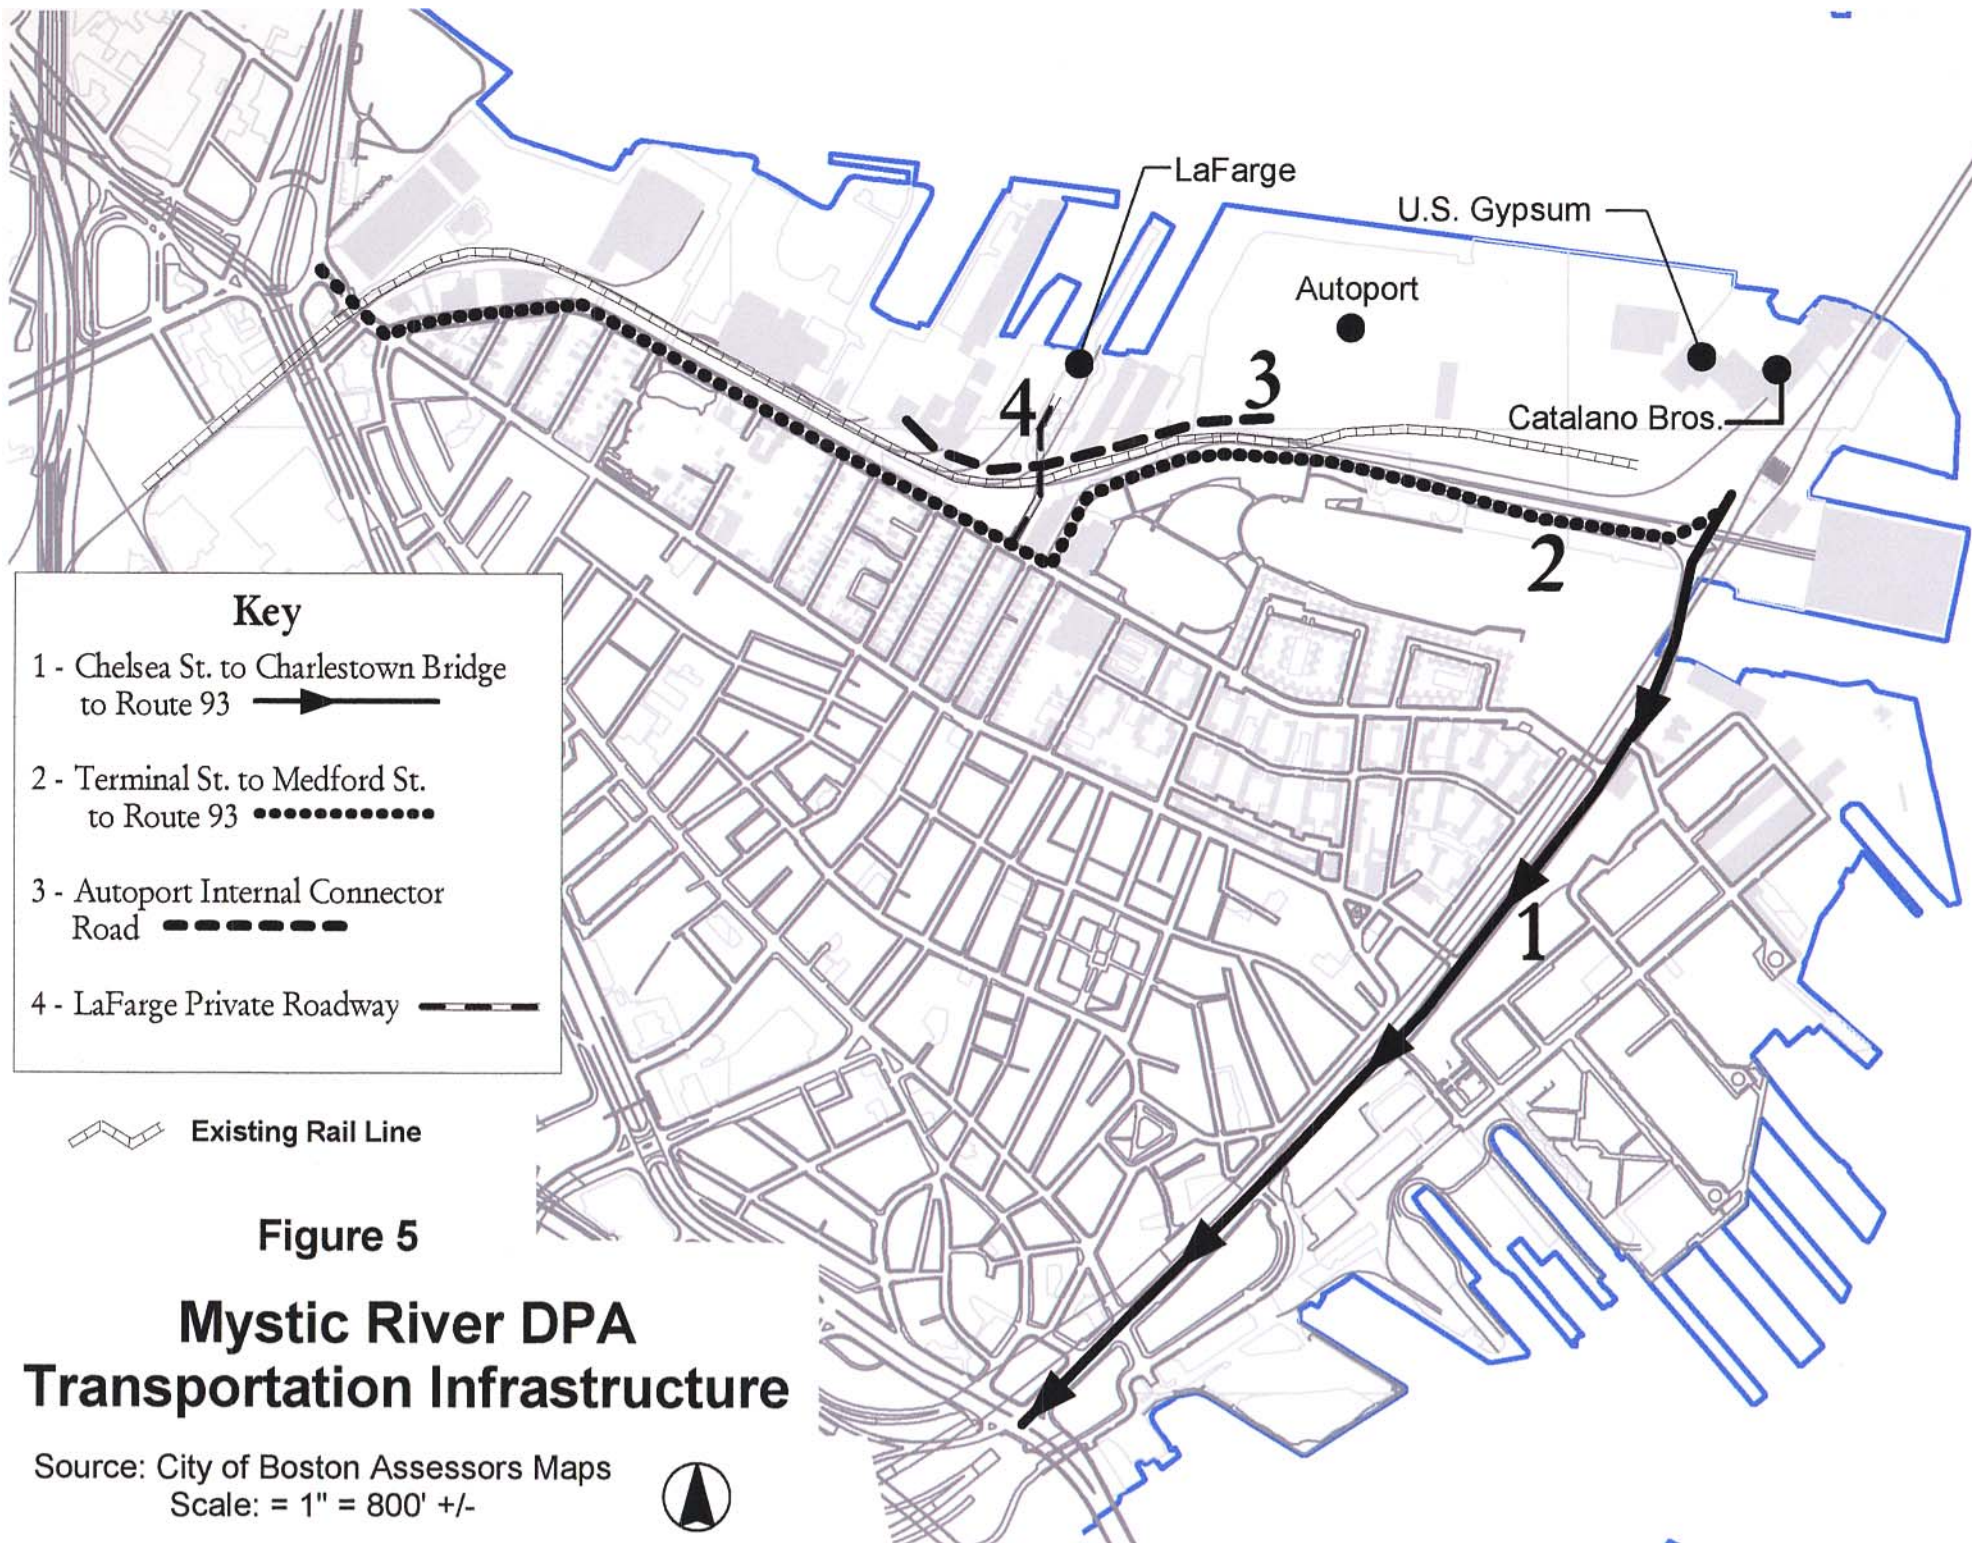 LaFarge
U.S. Gypsum
Autoport
3
4
Catalano Bros.
2
Key
1 - Chelsea St. to Charlestown Bridge
to Route 93
2 - Terminal St. to Medford St.
to Route 93
3 - Autoport Internal Connector
Road
4 - LaFarge Private Roadway
1
Existing Rail Line
Figure 5
Mystic River DPA
Transportation Infrastructure
Source: City of Boston Assessors Maps
Scale: = 1" = 800' +/-